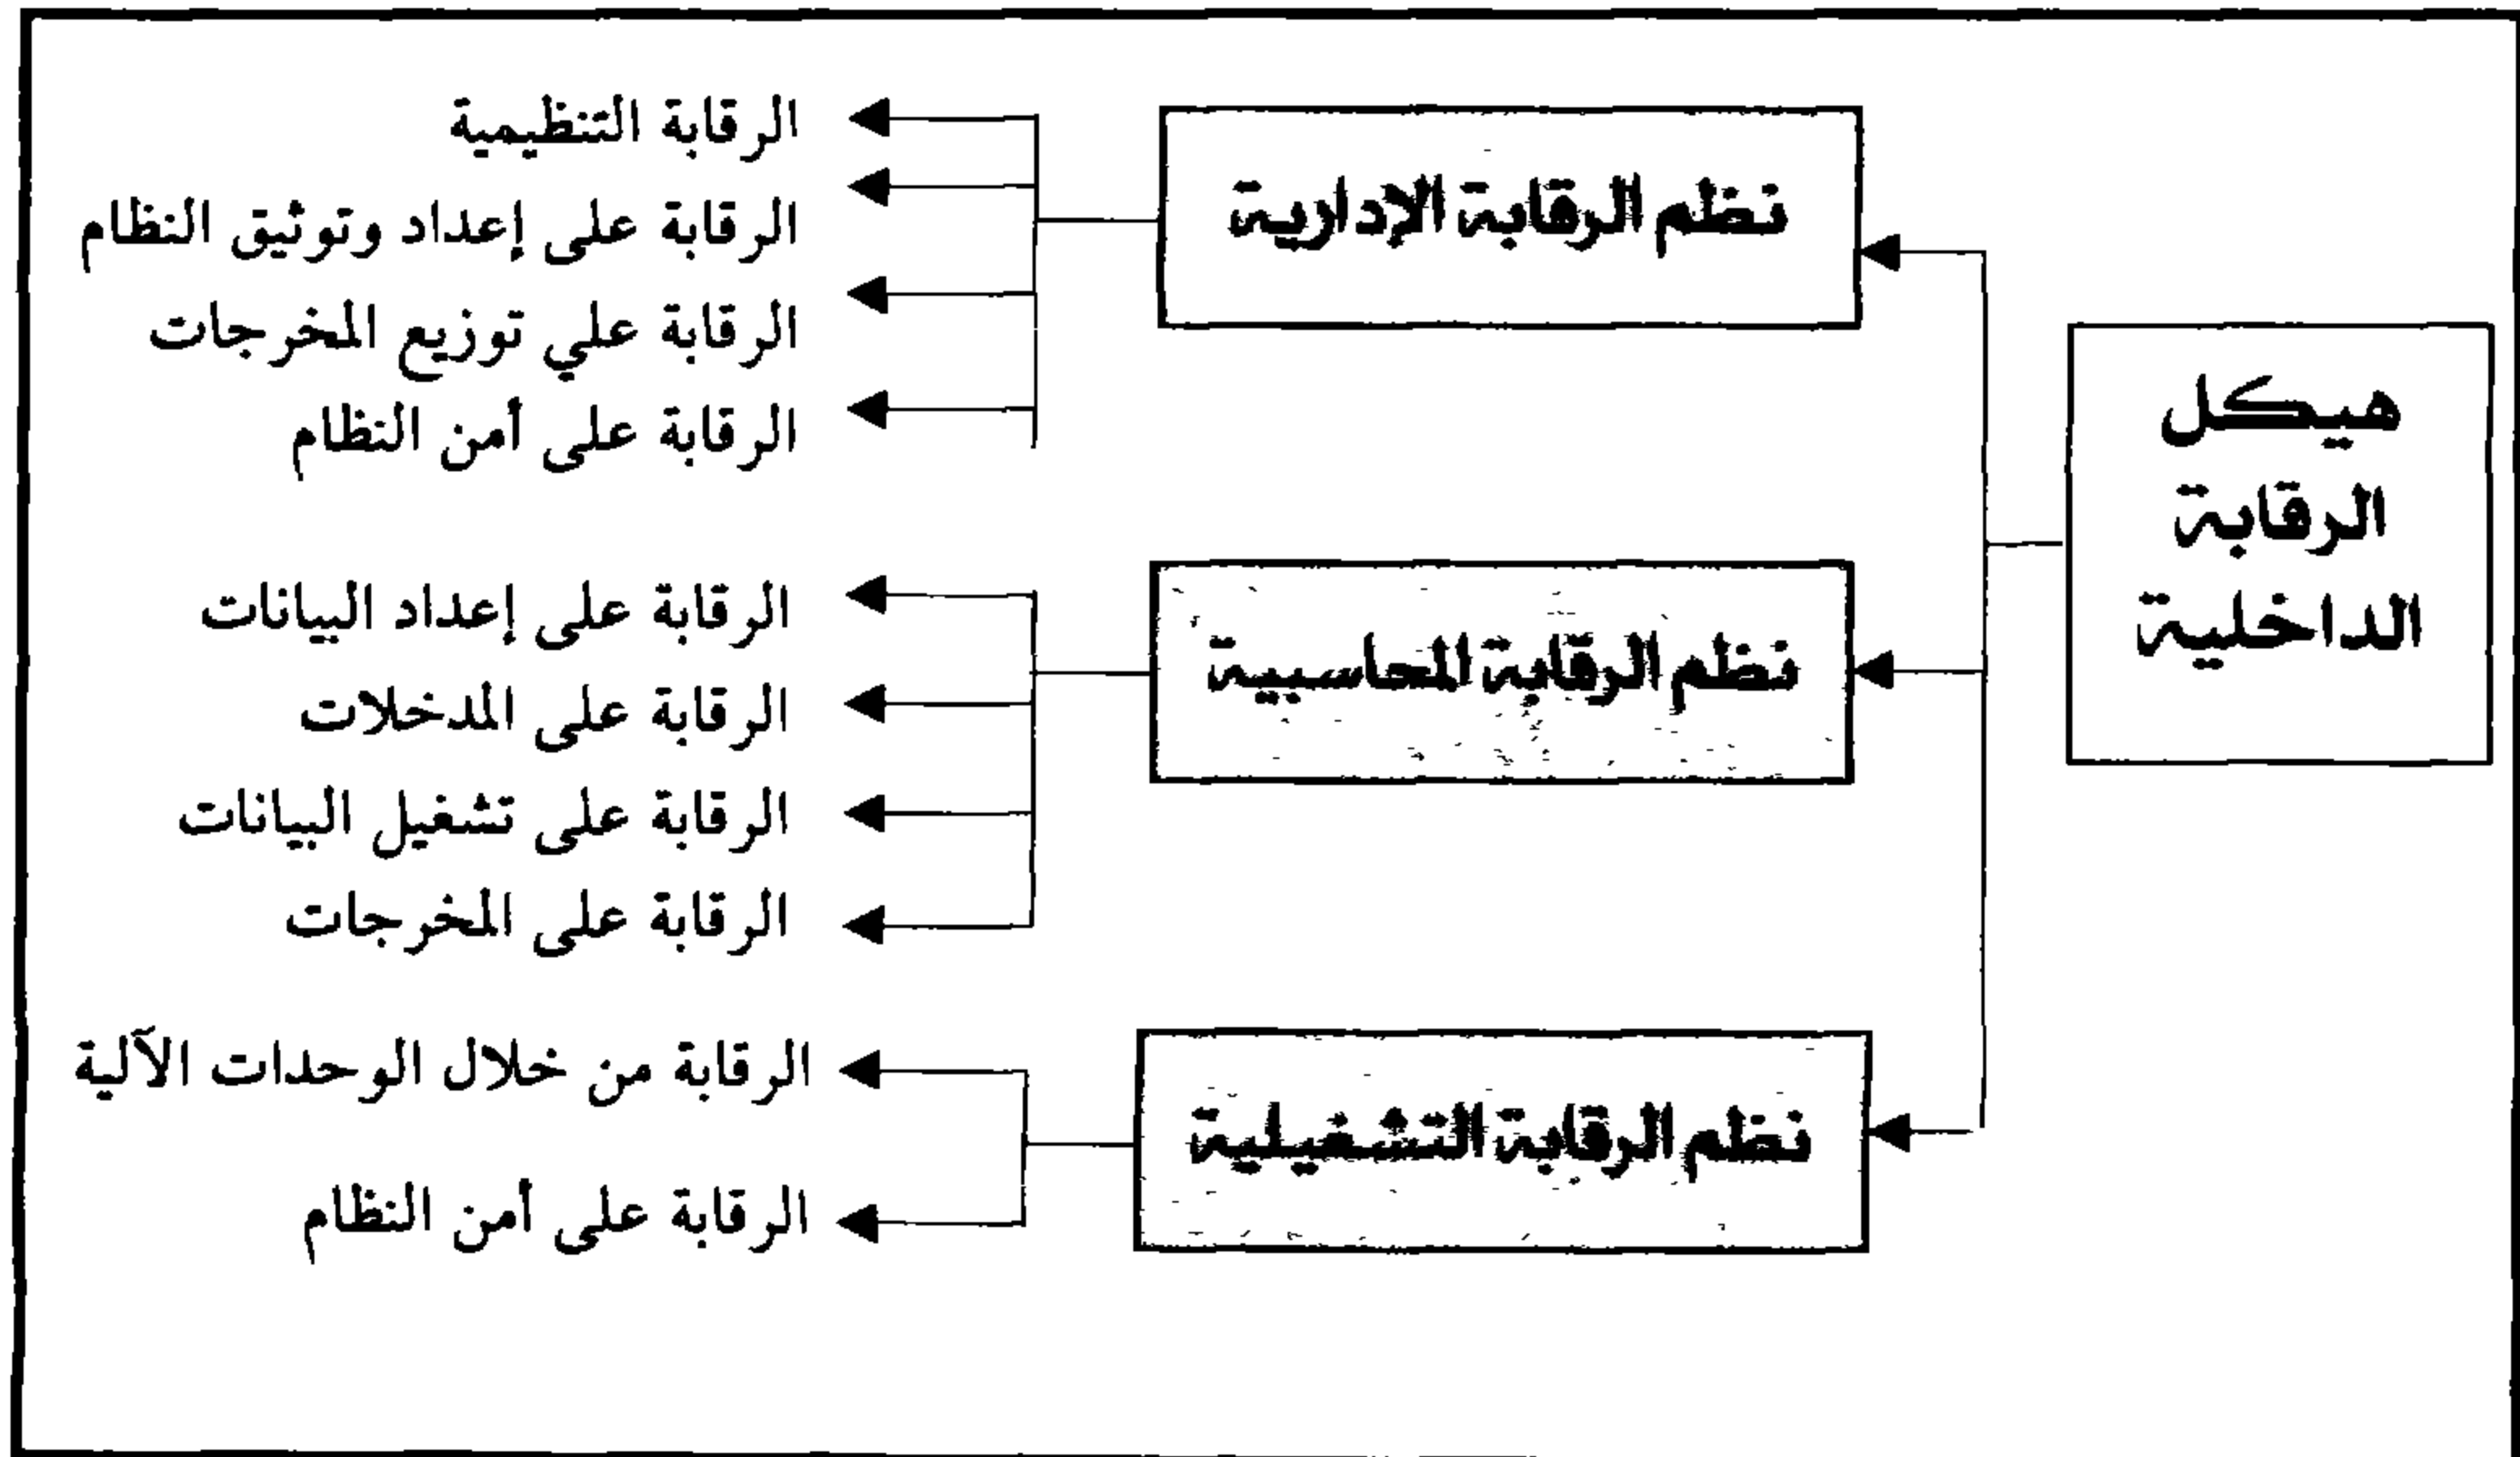 هيكل
الرقابة
الداخلية
نظم الرقابة الإدارية
الرقابة التنظيمية
الرقابة على إعداد وتوثيق النظام
الرقابة علي توزيع المخرجات
الرقابة على أمن النظام
نظم الرقابة المحاسبية
الرقابة على إعداد البيانات
الرقابة على المدخلات
الرقابة على تشغيل البيانات
الرقابة على المخرجات
نظم الرقابة التشغيلية
الرقابة من خلال الوحدات الآلية
الرقابة على أمن النظام